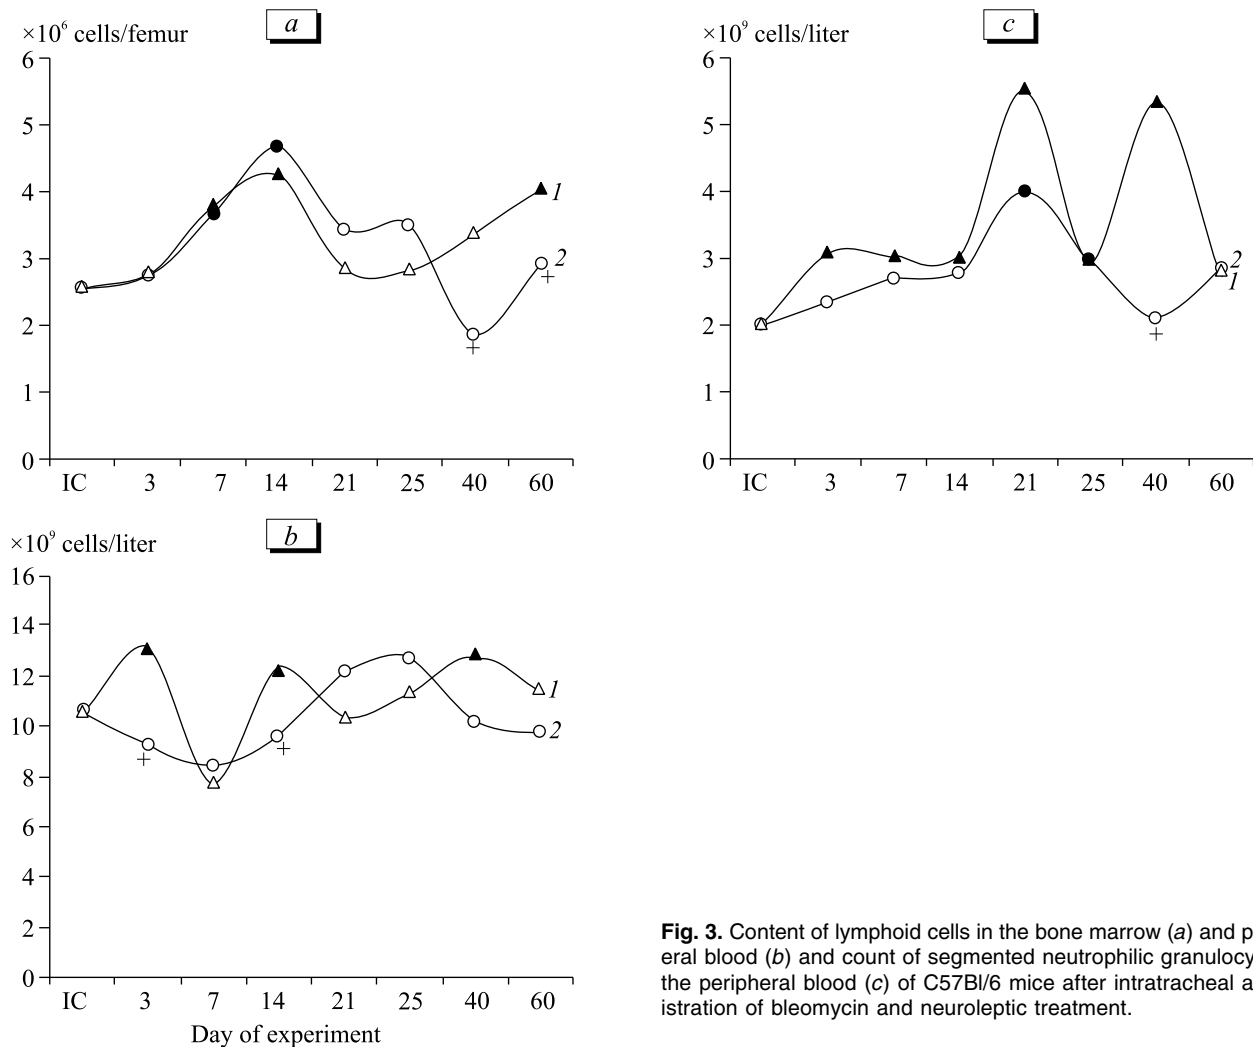 a
×10⁶ cells/femur
6
5
4
3
2
1
0
1
2
+
+
IC 3 7 14 21 25 40 60
c
×10⁹ cells/liter
6
5
4
3
2
1
0
2
1
+
IC 3 7 14 21 25 40 60
b
×10⁹ cells/liter
16
14
12
10
8
6
4
2
0
1
2
+
+
IC 3 7 14 21 25 40 60
Day of experiment
Fig. 3. Content of lymphoid cells in the bone marrow (a) and p
eral blood (b) and count of segmented neutrophilic granulocy
the peripheral blood (c) of C57Bl/6 mice after intratracheal a
istration of bleomycin and neuroleptic treatment.